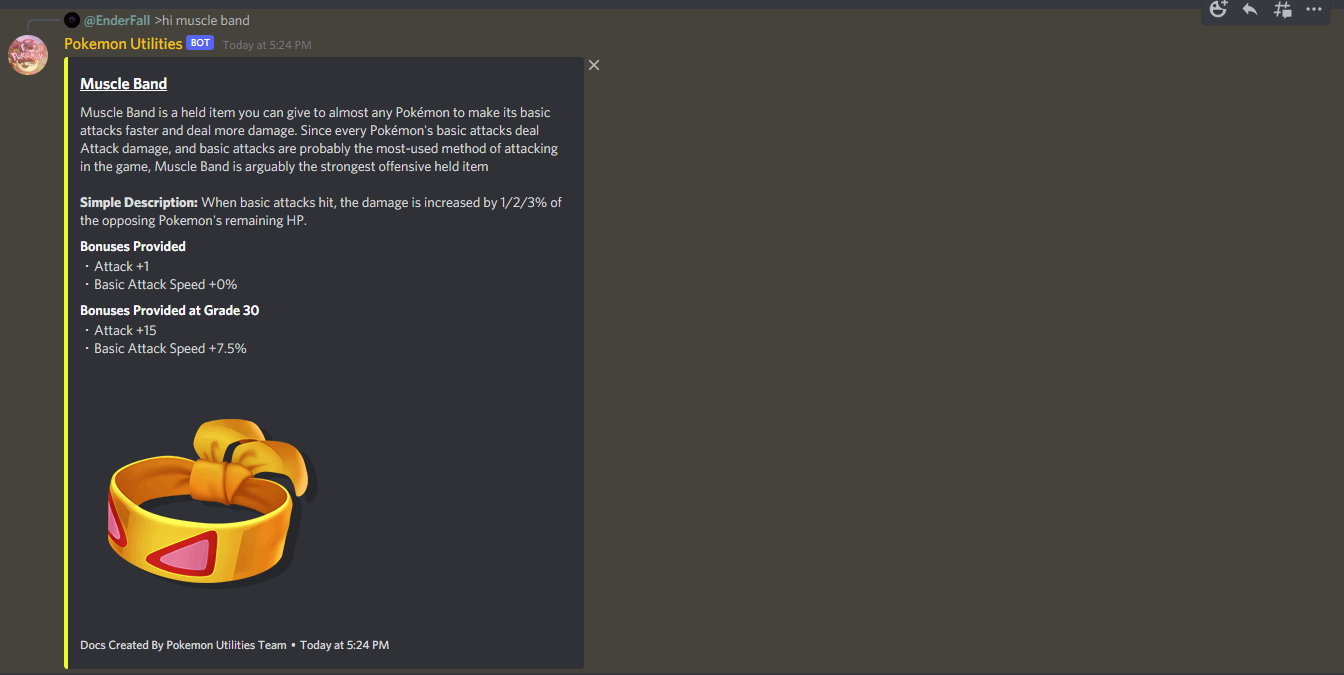 @EnderFall >hi muscle band
Pokemon Utilities BOT Today at 5:24 PM
Muscle Band
Muscle Band is a held item you can give to almost any Pokémon to make its basic
attacks faster and deal more damage. Since every Pokémon's basic attacks deal
Attack damage, and basic attacks are probably the most-used method of attacking
in the game, Muscle Band is arguably the strongest offensive held item
Simple Description: When basic attacks hit, the damage is increased by 1/2/3% of
the opposing Pokemon's remaining HP.
Bonuses Provided
・Attack +1
・Basic Attack Speed +0%
Bonuses Provided at Grade 30
・Attack +15
・Basic Attack Speed +7.5%
Docs Created By Pokemon Utilities Team • Today at 5:24 PM